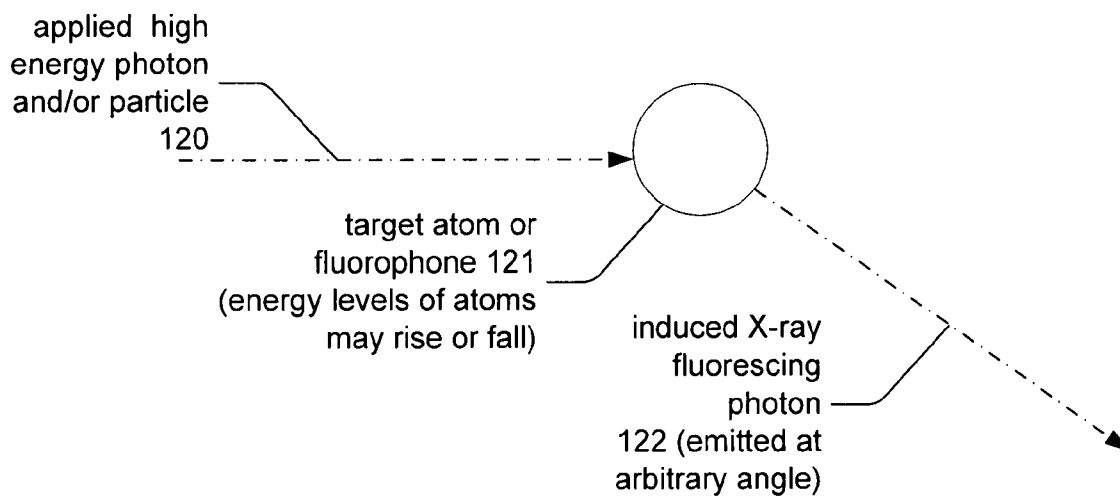 applied high
energy photon
and/or particle
120
target atom or
fluorophone 121
(energy levels of atoms
may rise or fall)
induced X-ray
fluorescing
photon
122 (emitted at
arbitrary angle)